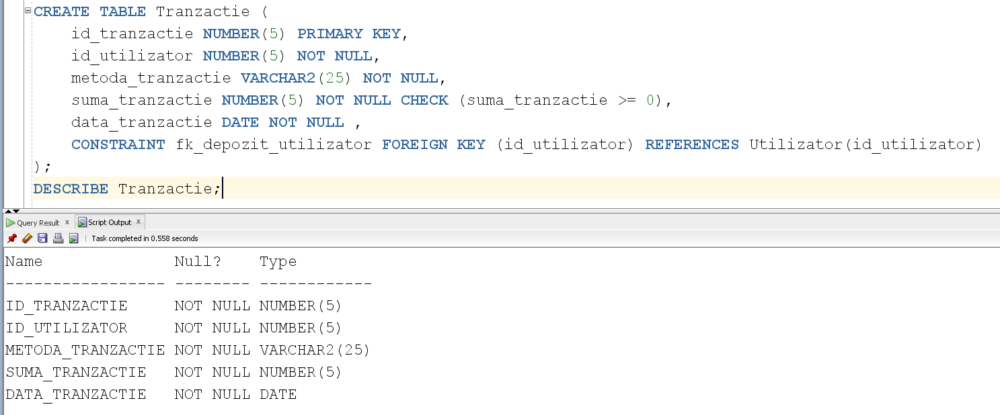 CREATE TABLE Tranzactie (
    id_tranzactie NUMBER(5) PRIMARY KEY,
    id_utilizator NUMBER(5) NOT NULL,
    metoda_tranzactie VARCHAR2(25) NOT NULL,
    suma_tranzactie NUMBER(5) NOT NULL CHECK (suma_tranzactie >= 0),
    data_tranzactie DATE NOT NULL ,
    CONSTRAINT fk_depozit_utilizator FOREIGN KEY (id_utilizator) REFERENCES Utilizator(id_utilizator)
);
DESCRIBE Tranzactie;
Query Result x Script Output x
Task completed in 0.558 seconds
Name              Null?    Type
----------------- -------- ------------
ID_TRANZACTIE     NOT NULL NUMBER(5)
ID_UTILIZATOR     NOT NULL NUMBER(5)
METODA_TRANZACTIE NOT NULL VARCHAR2(25)
SUMA_TRANZACTIE   NOT NULL NUMBER(5)
DATA_TRANZACTIE   NOT NULL DATE